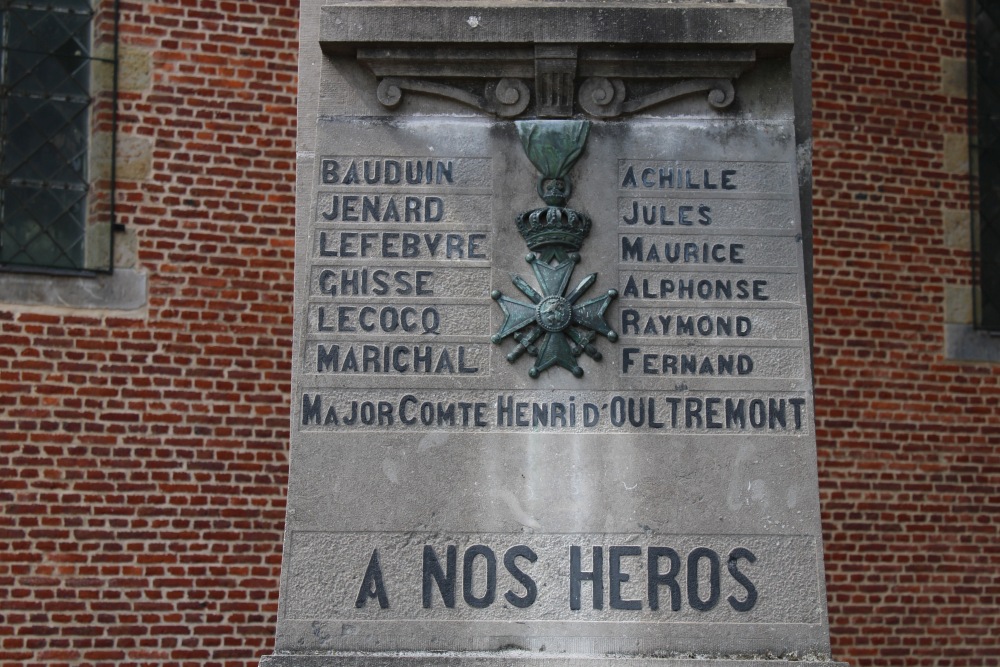 BAUDUIN ACHILLE
JENARD JULES
LEFEBVRE MAURICE
GHISSE ALPHONSE
LECOCQ RAYMOND
MARICHAL FERNAND
MAJOR COMTE HENRI D'OULTREMONT
A NOS HEROS